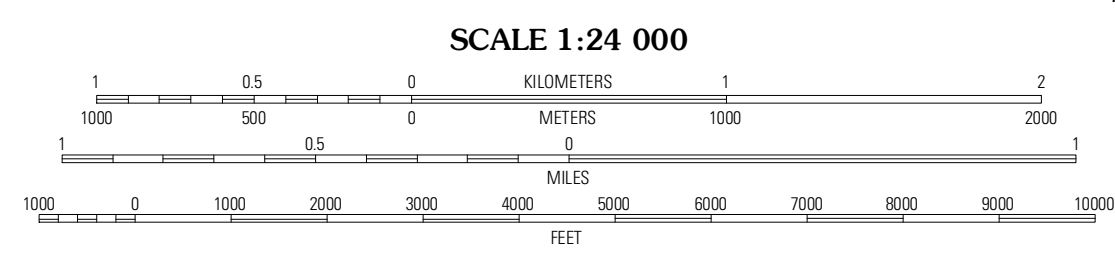 SCALE 1:24 000
1 0.5 0 KILOMETERS 1 2
1000 500 0 METERS 1000 2000
1 0.5 0 1
MILES
1000 0 1000 2000 3000 4000 5000 6000 7000 8000 9000 10000
FEET